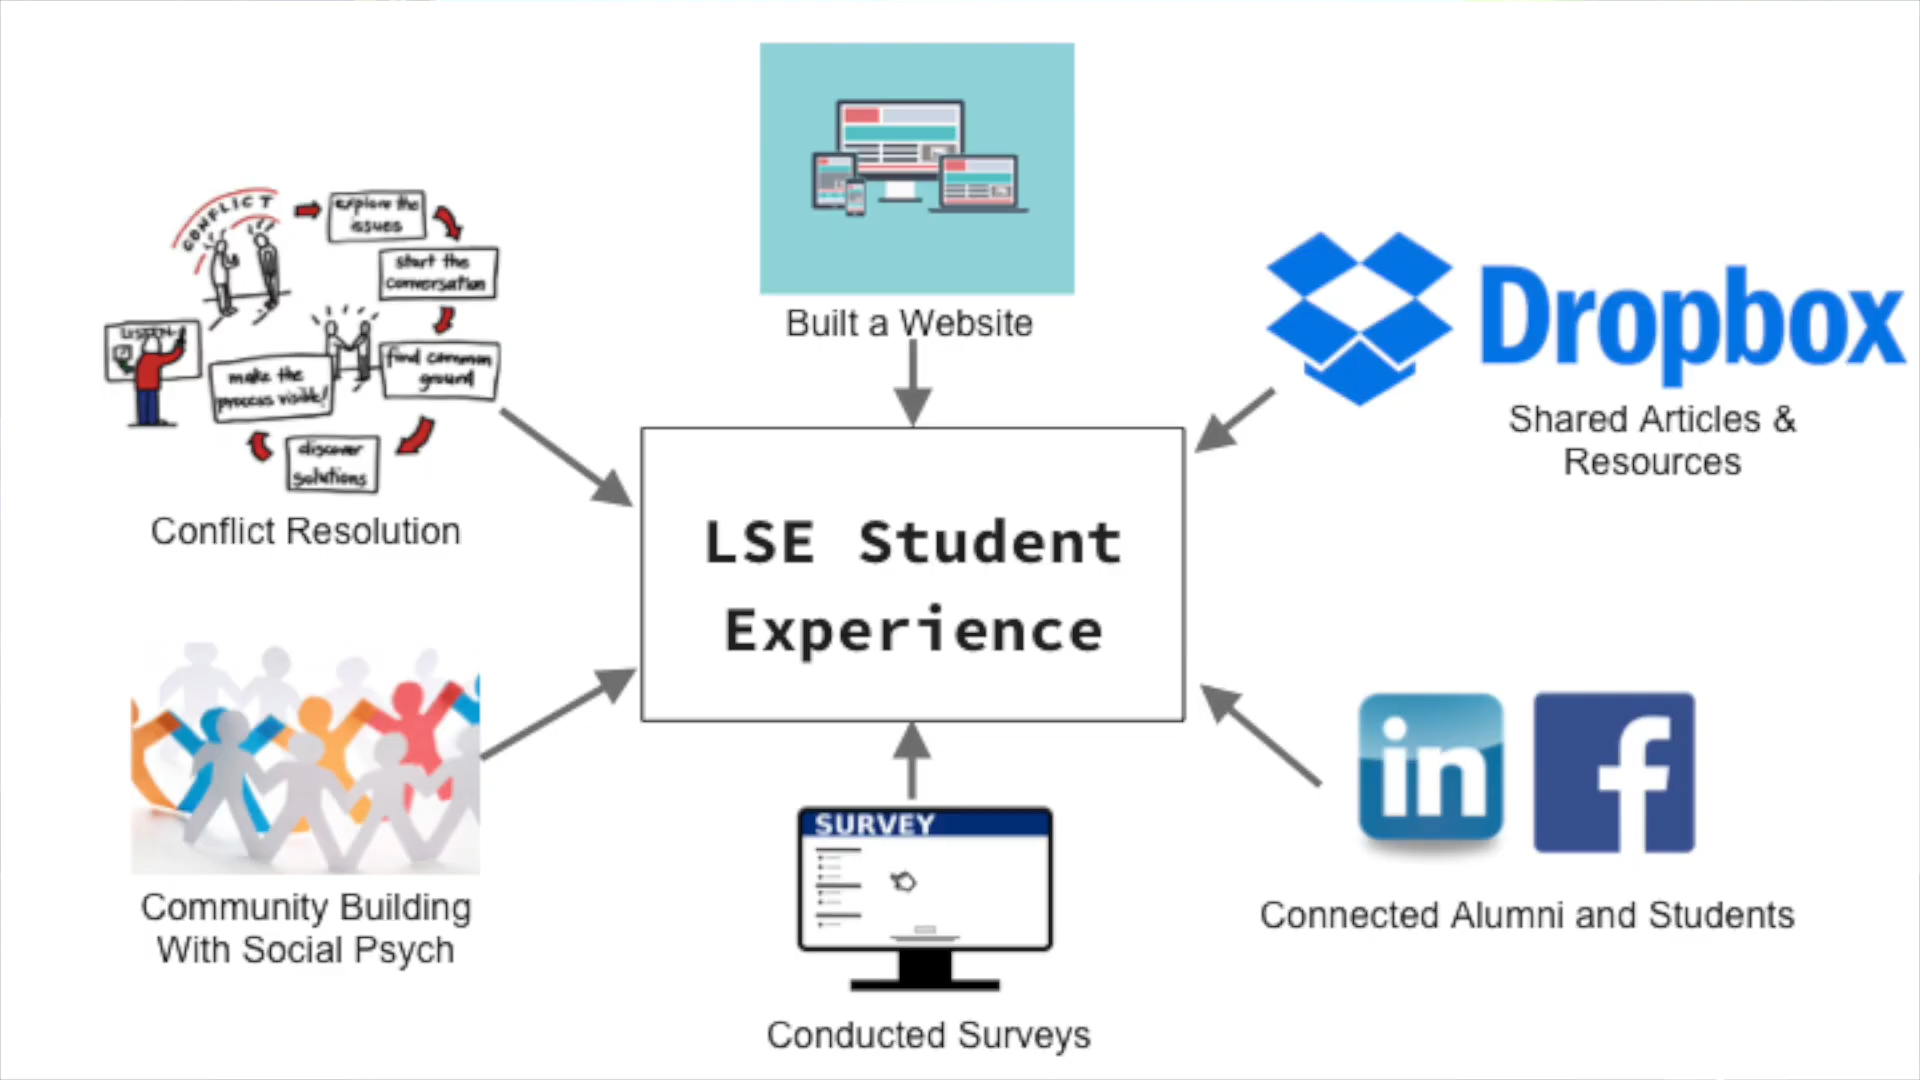 Built a Website
CONFLICT
explore the
issues
start the
conversation
find common
ground
discover
solutions
make the
process visible!
LISTEN
Conflict Resolution
Dropbox
Shared Articles &
Resources
LSE Student
Experience
Community Building
With Social Psych
SURVEY
Conducted Surveys
in
f
Connected Alumni and Students